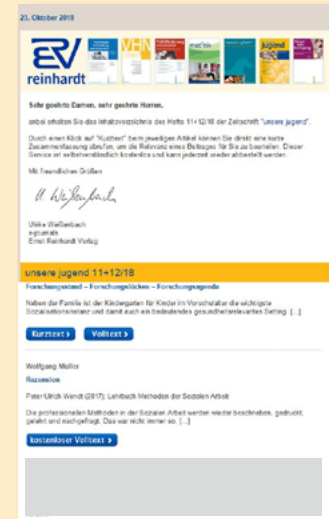 23. Oktober 2018
ERV
reinhardt
VHN
jugend
Sehr geehrte Damen, sehr geehrte Herren,
anbei erhalten Sie das Inhaltsverzeichnis des Hefts 11+12/18 der Zeitschrift "unsere jugend".
Durch einen Klick auf "Kurztext" beim jeweiligen Artikel können Sie direkt eine kurze
Zusammenfassung abrufen, um die Relevanz eines Beitrages für Sie zu beurteilen. Dieser
Service ist selbstverständlich kostenlos und kann jederzeit wieder abbestellt werden.
Mit freundlichen Grüßen
U. Weißenbach
Ulrike Weißenbach
e-journals
Ernst Reinhardt Verlag
unsere jugend 11+12/18
Forschungsstand – Forschungslücken – Forschungsagenda
Neben der Familie ist der Kindergarten für Kinder im Vorschulalter die wichtigste
Sozialisationsinstanz und damit auch ein bedeutendes gesundheitsrelevantes Setting. [...]
Kurztext > Volltext >
Wolfgang Müller
Rezension
Peter-Ulrich Wendt (2017): Lehrbuch Methoden der Sozialen Arbeit
Die professionellen Methoden in der Sozialen Arbeit werden wieder beschrieben, gedruckt,
gelehrt und nachgefragt. Das war nicht immer so. [...]
kostenloser Volltext >